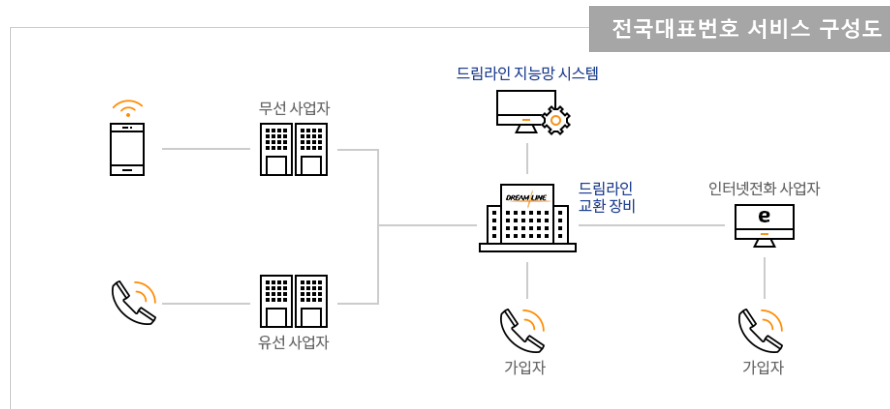 전국대표번호 서비스 구성도
드림라인 지능망 시스템
무선 사업자
DREAMLINE
드림라인
교환 장비
인터넷전화 사업자
e
유선 사업자
가입자
가입자